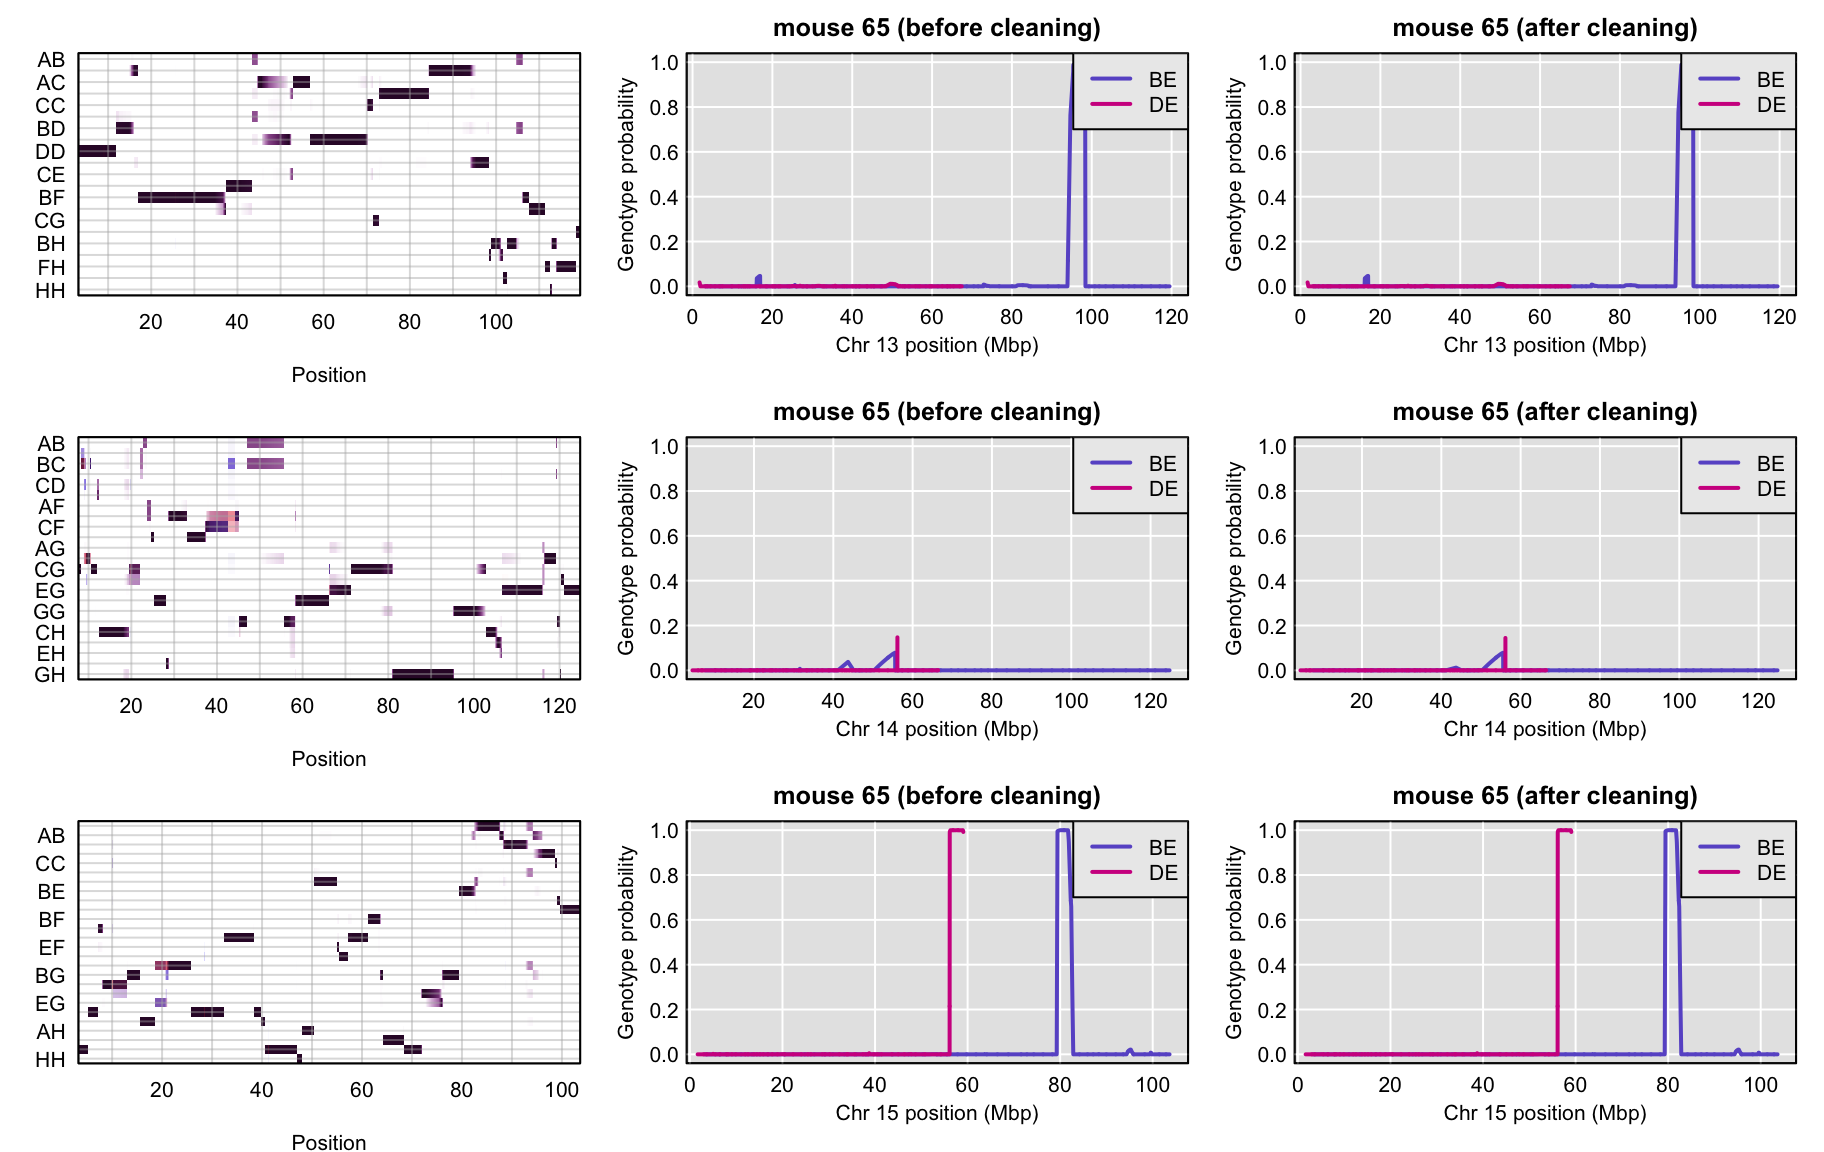 AB
AC
CC
BD
DD
CE
BF
CG
BH
FH
HH
20 40 60 80 100
Position
mouse 65 (before cleaning)
Genotype probability
1.0
0.8
0.6
0.4
0.2
0.0
BE
DE
0 20 40 60 80 100 120
Chr 13 position (Mbp)
mouse 65 (after cleaning)
Genotype probability
1.0
0.8
0.6
0.4
0.2
0.0
BE
DE
0 20 40 60 80 100 120
Chr 13 position (Mbp)
AB
BC
CD
AF
CF
AG
CG
EG
GG
CH
EH
GH
20 40 60 80 100 120
Position
mouse 65 (before cleaning)
Genotype probability
1.0
0.8
0.6
0.4
0.2
0.0
BE
DE
20 40 60 80 100 120
Chr 14 position (Mbp)
mouse 65 (after cleaning)
Genotype probability
1.0
0.8
0.6
0.4
0.2
0.0
BE
DE
20 40 60 80 100 120
Chr 14 position (Mbp)
AB
CC
BE
BF
EF
BG
EG
AH
HH
20 40 60 80 100
Position
mouse 65 (before cleaning)
Genotype probability
1.0
0.8
0.6
0.4
0.2
0.0
BE
DE
0 20 40 60 80 100
Chr 15 position (Mbp)
mouse 65 (after cleaning)
Genotype probability
1.0
0.8
0.6
0.4
0.2
0.0
BE
DE
0 20 40 60 80 100
Chr 15 position (Mbp)